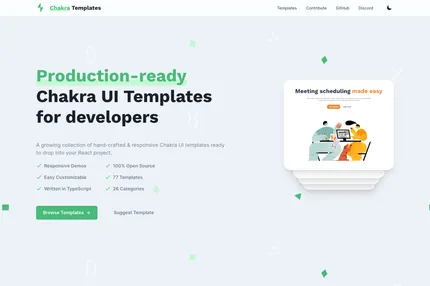 Chakra Templates
Templates
Contribute
GitHub
Discord
Production-ready
Chakra UI Templates
for developers
A growing collection of hand-crafted & responsive Chakra UI templates ready
to drop into your React project.
Responsive Demos
100% Open Source
Easy Customizable
77 Templates
Written in TypeScript
26 Categories
Browse Templates
Suggest Template
Meeting scheduling made easy